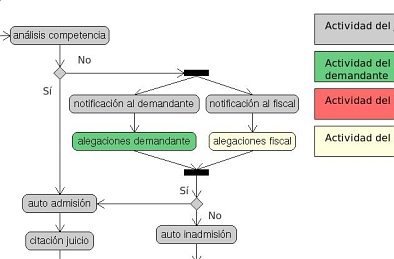 análisis competencia
No
Sí
notificación al demandante
notificación al fiscal
alegaciones demandante
alegaciones fiscal
Sí
auto admisión
No
citación juicio
auto inadmisión
Actividad del
Actividad del
demandante
Actividad del
Actividad del